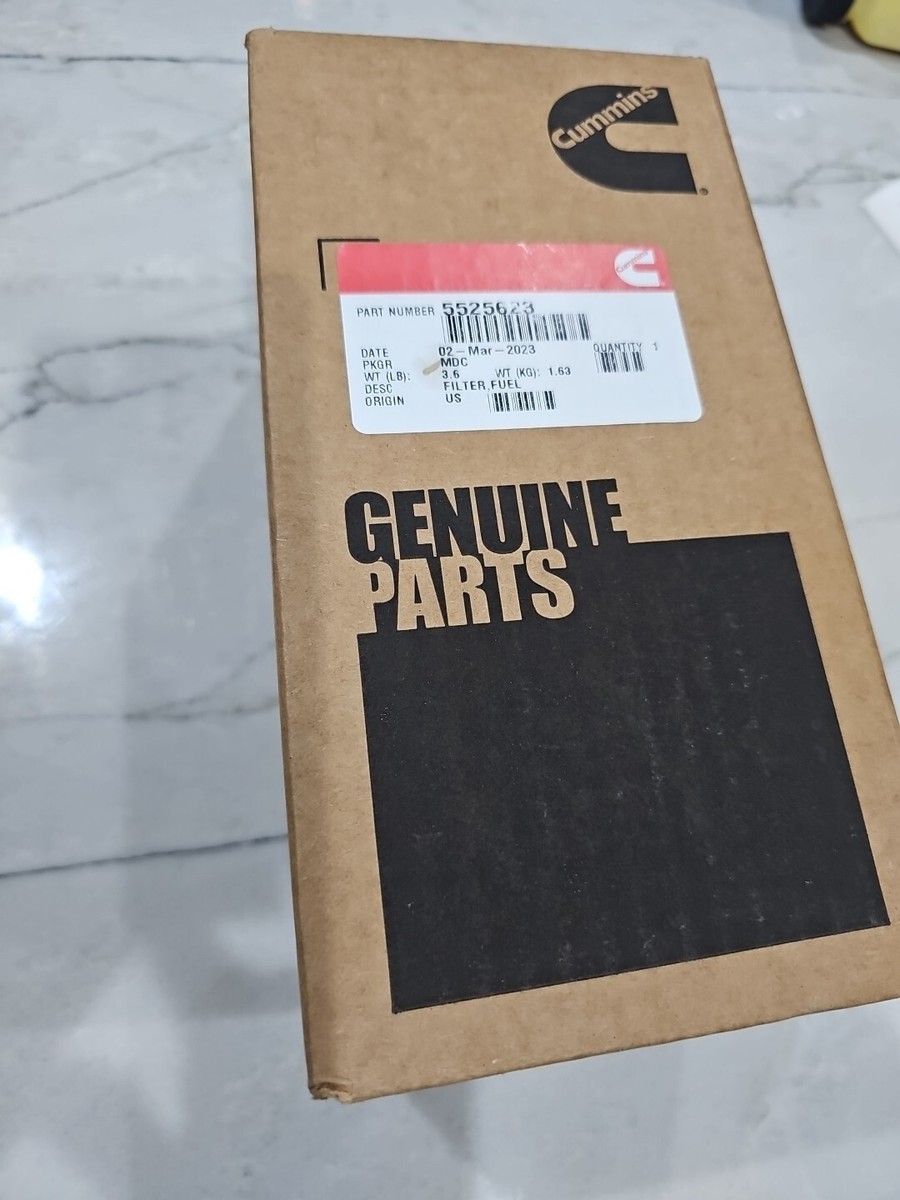 Cummins
Cummins
PART NUMBER 5525623
DATE 02-Mar-2023 QUANTITY 1
PKGR MDC
WT (LB): 3.6 WT (KG): 1.63
DESC FILTER,FUEL
ORIGIN US
GENUINE
PARTS